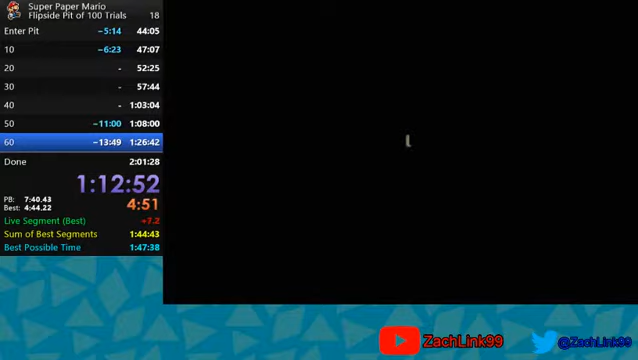 Super Paper Mario
Flipside Pit of 100 Trials 18
Enter Pit −5:14 44:05
10 −6:23 47:07
20 - 52:25
30 - 57:44
40 - 1:03:04
50 −11:00 1:08:00
60 −13:49 1:26:42
Done 2:01:28
1:12:52
PB: 7:40.43
Best: 4:44.22
4:51
Live Segment (Best) +7.2
Sum of Best Segments 1:44:43
Best Possible Time 1:47:38
ZachLink99
@ZachLink99